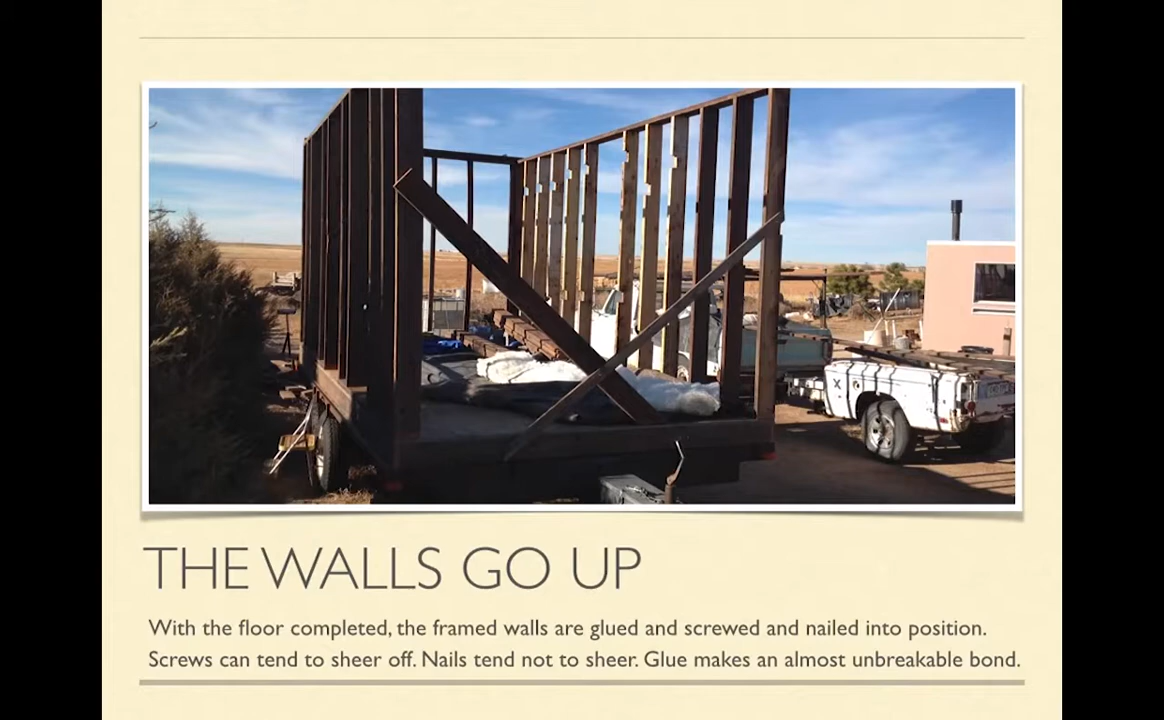 THE WALLS GO UP
With the floor completed, the framed walls are glued and screwed and nailed into position.
Screws can tend to sheer off. Nails tend not to sheer. Glue makes an almost unbreakable bond.